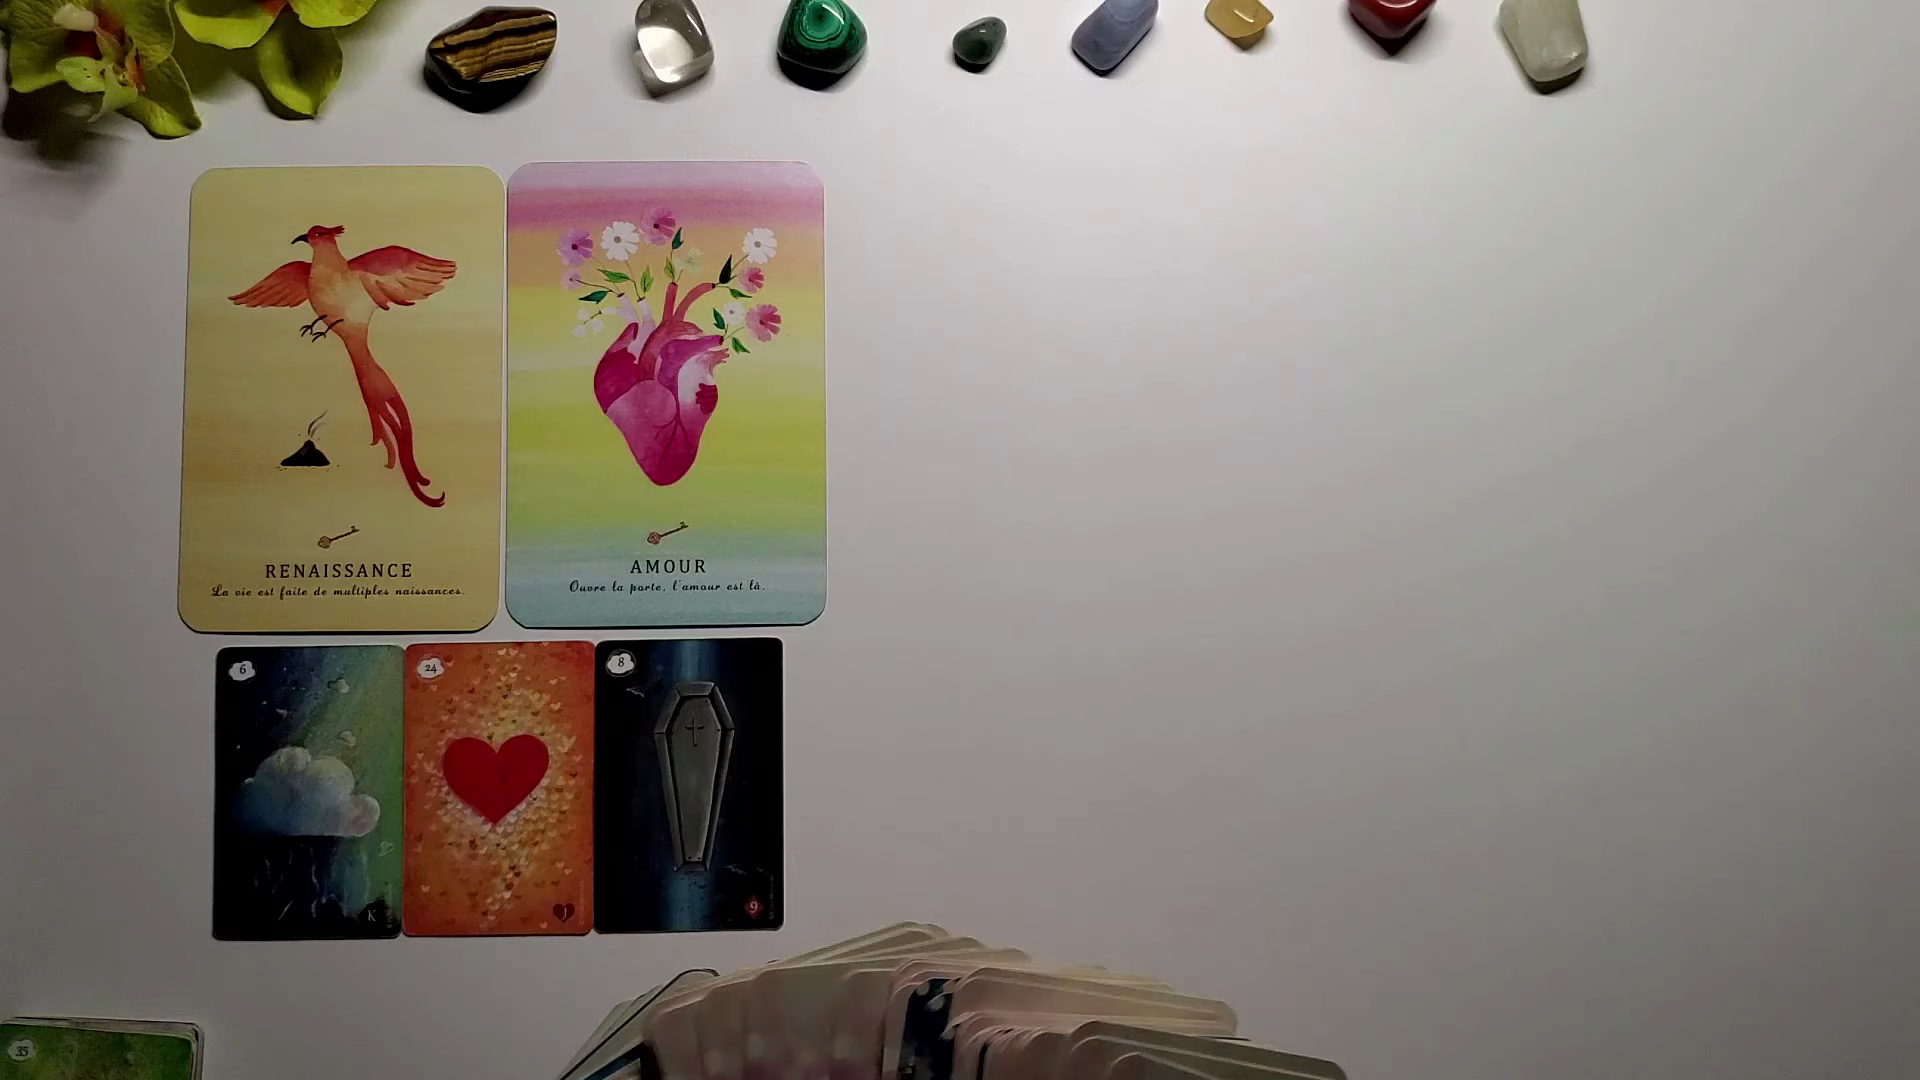 RENAISSANCE
La vie est faite de multiples naissances.
AMOUR
Ouvre la porte, l'amour est là.
6
24
8
K
J
9
35